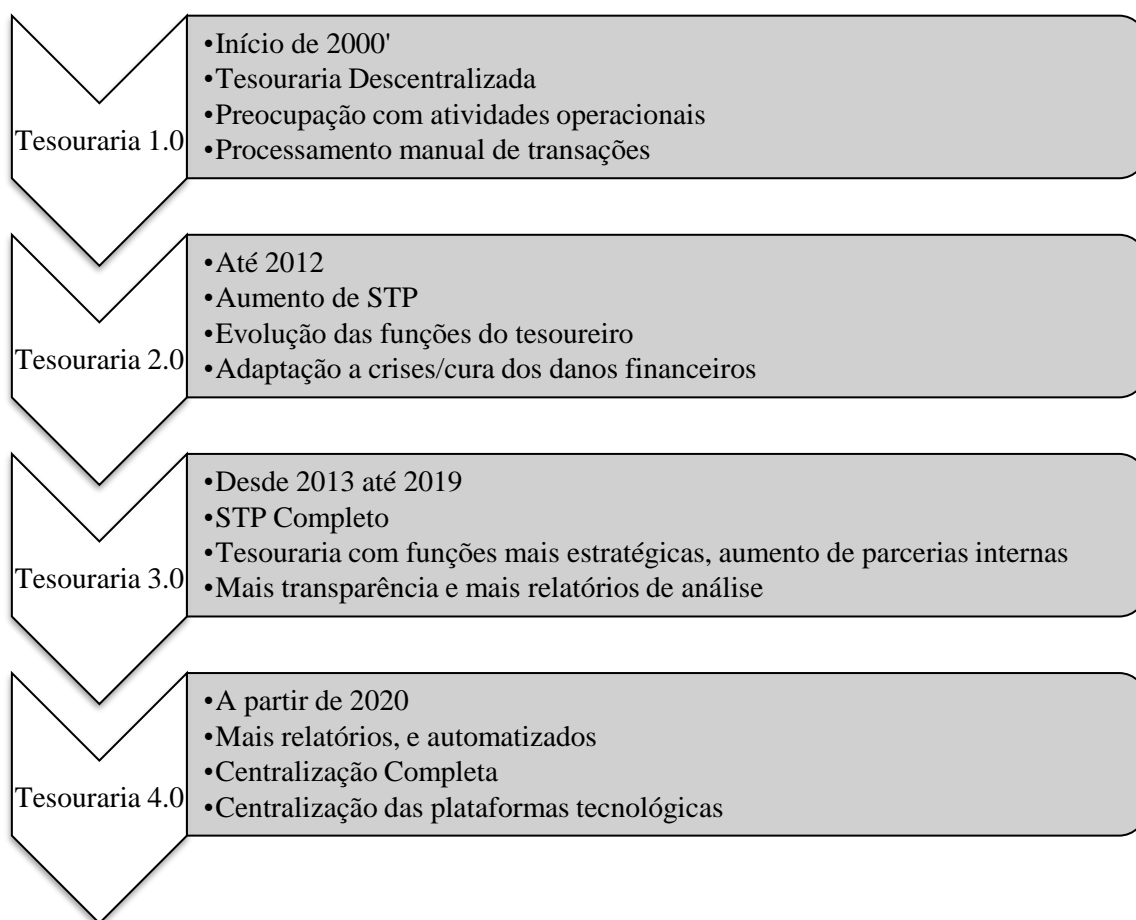 Tesouraria 1.0
•Início de 2000'
•Tesouraria Descentralizada
•Preocupação com atividades operacionais
•Processamento manual de transações
Tesouraria 2.0
•Até 2012
•Aumento de STP
•Evolução das funções do tesoureiro
•Adaptação a crises/cura dos danos financeiros
Tesouraria 3.0
•Desde 2013 até 2019
•STP Completo
•Tesouraria com funções mais estratégicas, aumento de parcerias internas
•Mais transparência e mais relatórios de análise
Tesouraria 4.0
•A partir de 2020
•Mais relatórios, e automatizados
•Centralização Completa
•Centralização das plataformas tecnológicas